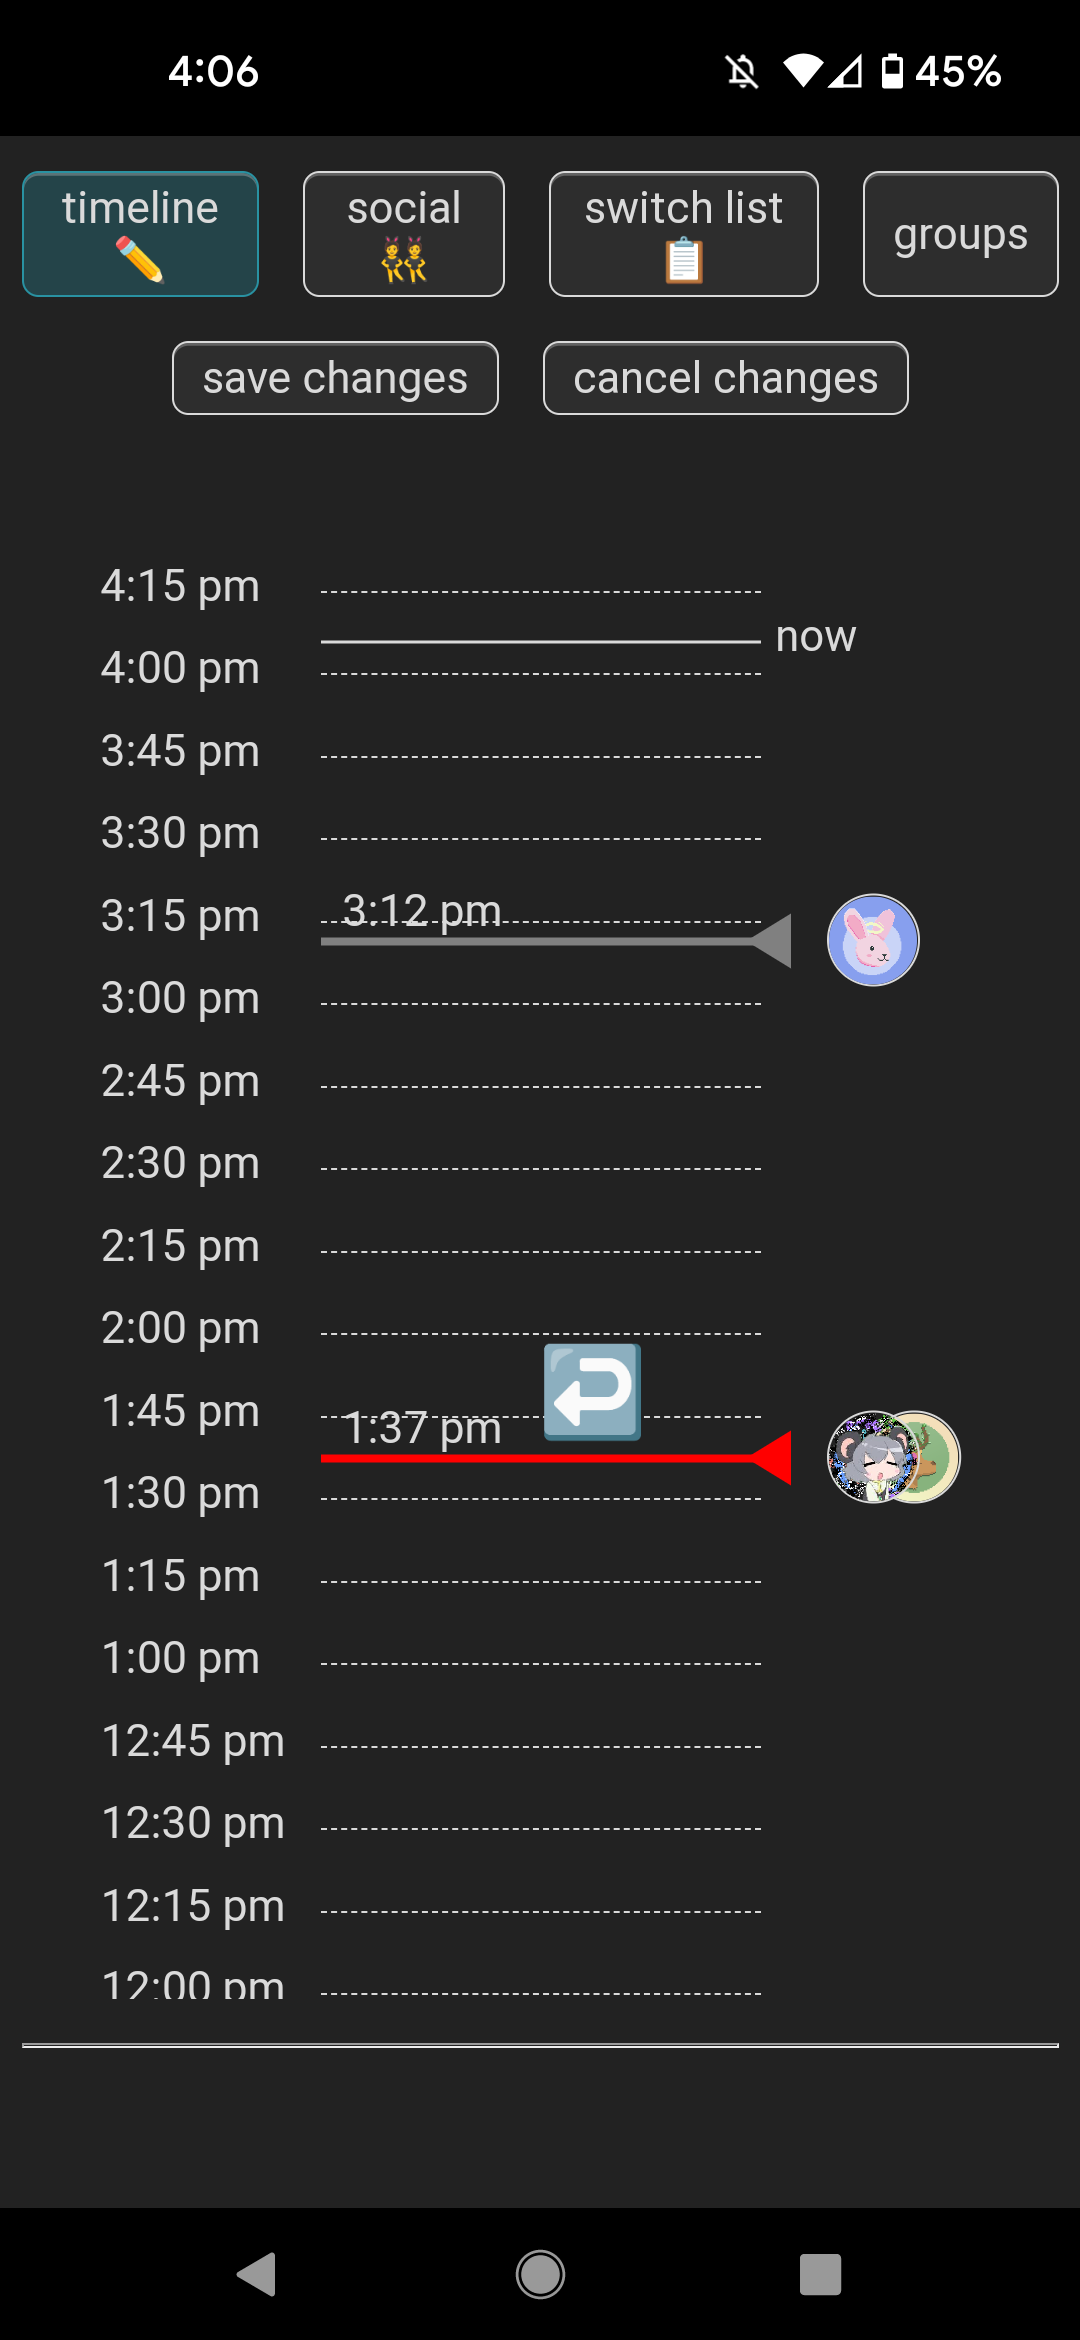 4:06 45%
timeline social switch list groups
save changes cancel changes
4:15 pm
now
4:00 pm
3:45 pm
3:30 pm
3:12 pm
3:15 pm
3:00 pm
2:45 pm
2:30 pm
2:15 pm
2:00 pm
1:45 pm
1:37 pm
1:30 pm
1:15 pm
1:00 pm
12:45 pm
12:30 pm
12:15 pm
12:00 pm